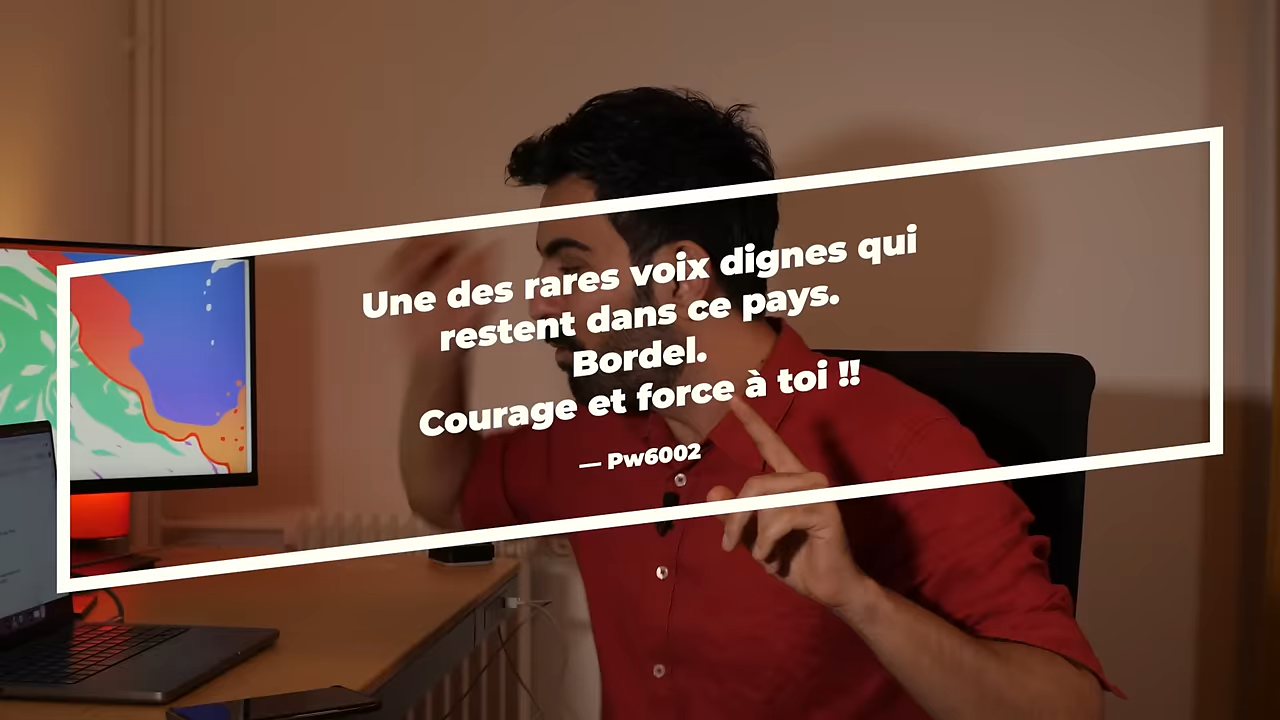 Une des rares voix dignes qui
restent dans ce pays.
Bordel.
Courage et force à toi !!
— Pw6002